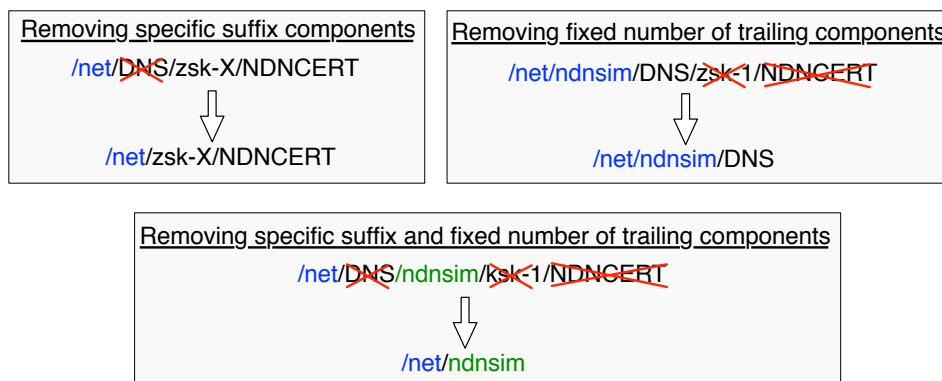 Removing specific suffix components
/net/DNS/zsk-X/NDNCERT
/net/zsk-X/NDNCERT
Removing fixed number of trailing components
/net/ndnsim/DNS/zsk-1/NDNCERT
/net/ndnsim/DNS
Removing specific suffix and fixed number of trailing components
/net/DNS/ndnsim/ksk-1/NDNCERT
/net/ndnsim